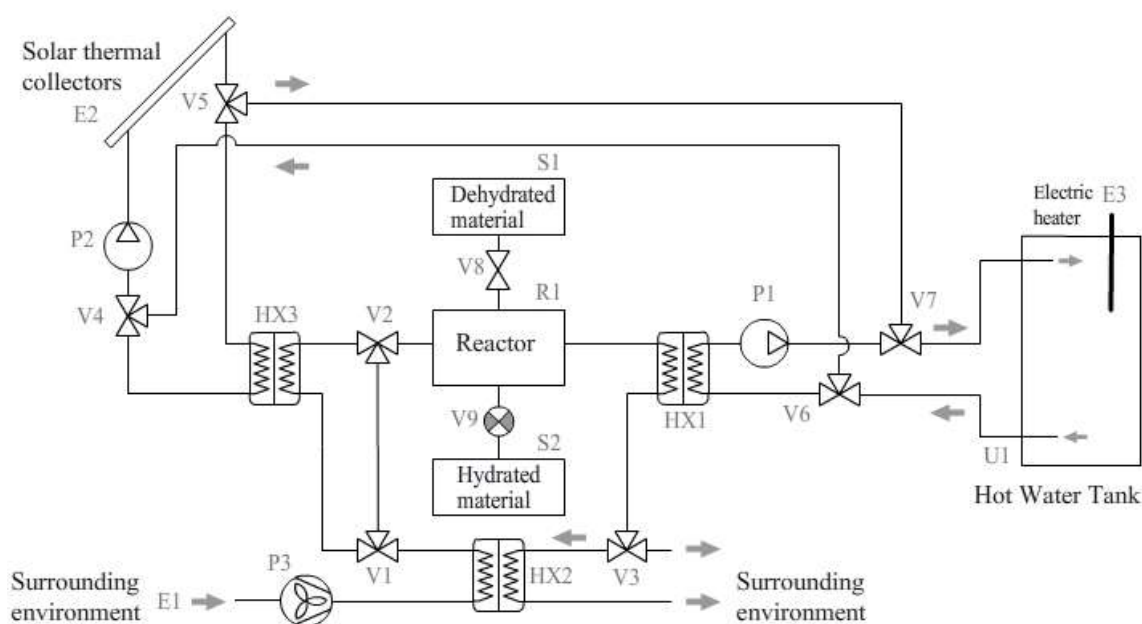 Solar thermal
collectors
E2
V5
S1
Dehydrated
material
Electric
heater
E3
P2
V8
V4
HX3
V2
R1
P1
V7
Reactor
V9
HX1
V6
S2
U1
Hydrated
material
Hot Water Tank
V1
HX2
V3
P3
Surrounding
environment
E1
Surrounding
environment